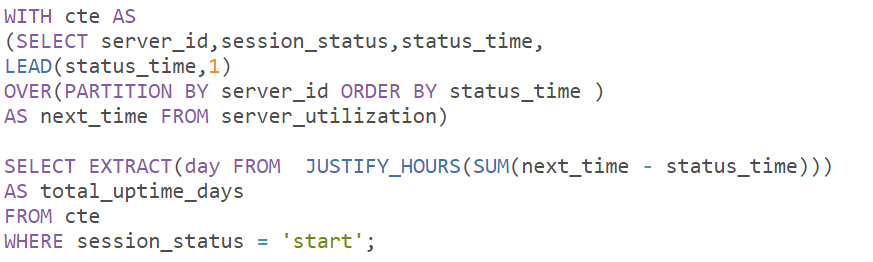 WITH cte AS
(SELECT server_id,session_status,status_time,
LEAD(status_time,1)
OVER(PARTITION BY server_id ORDER BY status_time )
AS next_time FROM server_utilization)

SELECT EXTRACT(day FROM  JUSTIFY_HOURS(SUM(next_time - status_time)))
AS total_uptime_days
FROM cte
WHERE session_status = 'start';